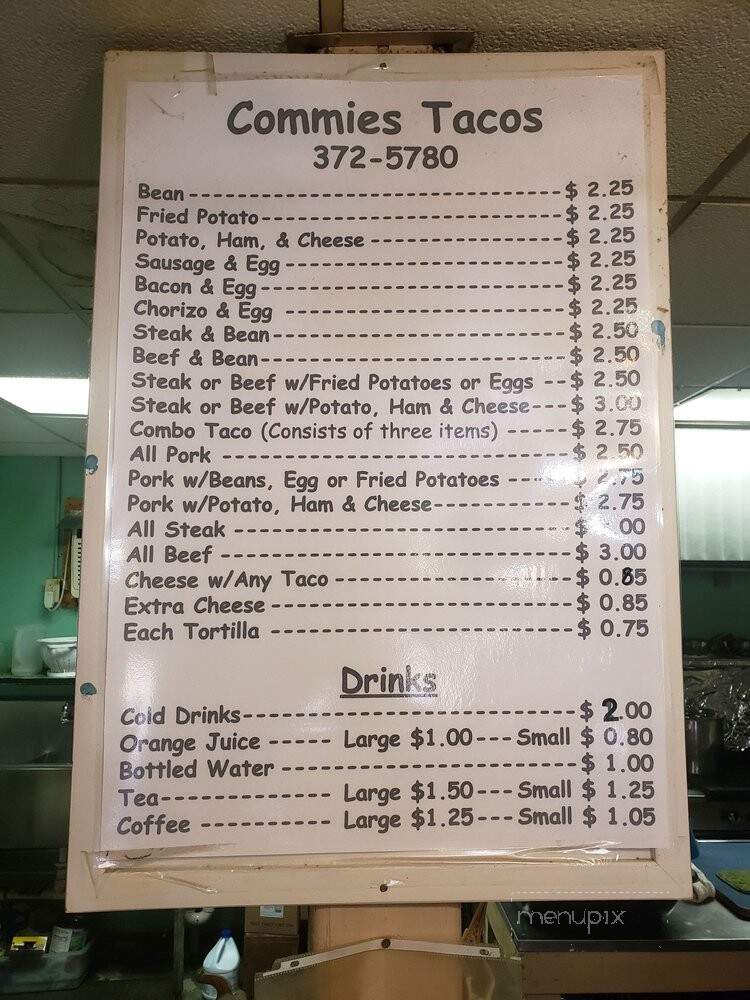 Commies Tacos
372-5780
Bean ---------------------------------- $ 2.25
Fried Potato --------------------------- $ 2.25
Potato, Ham, & Cheese ----------------- $ 2.25
Sausage & Egg ------------------------- $ 2.25
Bacon & Egg --------------------------- $ 2.25
Chorizo & Egg ------------------------- $ 2.25
Steak & Bean -------------------------- $ 2.50
Beef & Bean --------------------------- $ 2.50
Steak or Beef w/Fried Potatoes or Eggs -- $ 2.50
Steak or Beef w/Potato, Ham & Cheese --- $ 3.00
Combo Taco (Consists of three items) ------ $ 2.75
All Pork -------------------------------- $ 2.50
Pork w/Beans, Egg or Fried Potatoes --- $ 2.75
Pork w/Potato, Ham & Cheese ------------ $ 2.75
All Steak ------------------------------- $ .00
All Beef -------------------------------- $ 3.00
Cheese w/Any Taco --------------------- $ 0.85
Extra Cheese --------------------------- $ 0.85
Each Tortilla --------------------------- $ 0.75
Drinks
Cold Drinks ----------------------------- $ 2.00
Orange Juice ------ Large $1.00 --- Small $ 0.80
Bottled Water -------------------------- $ 1.00
Tea ------------ Large $1.50 --- Small $ 1.25
Coffee ----------- Large $1.25 --- Small $ 1.05
menupix